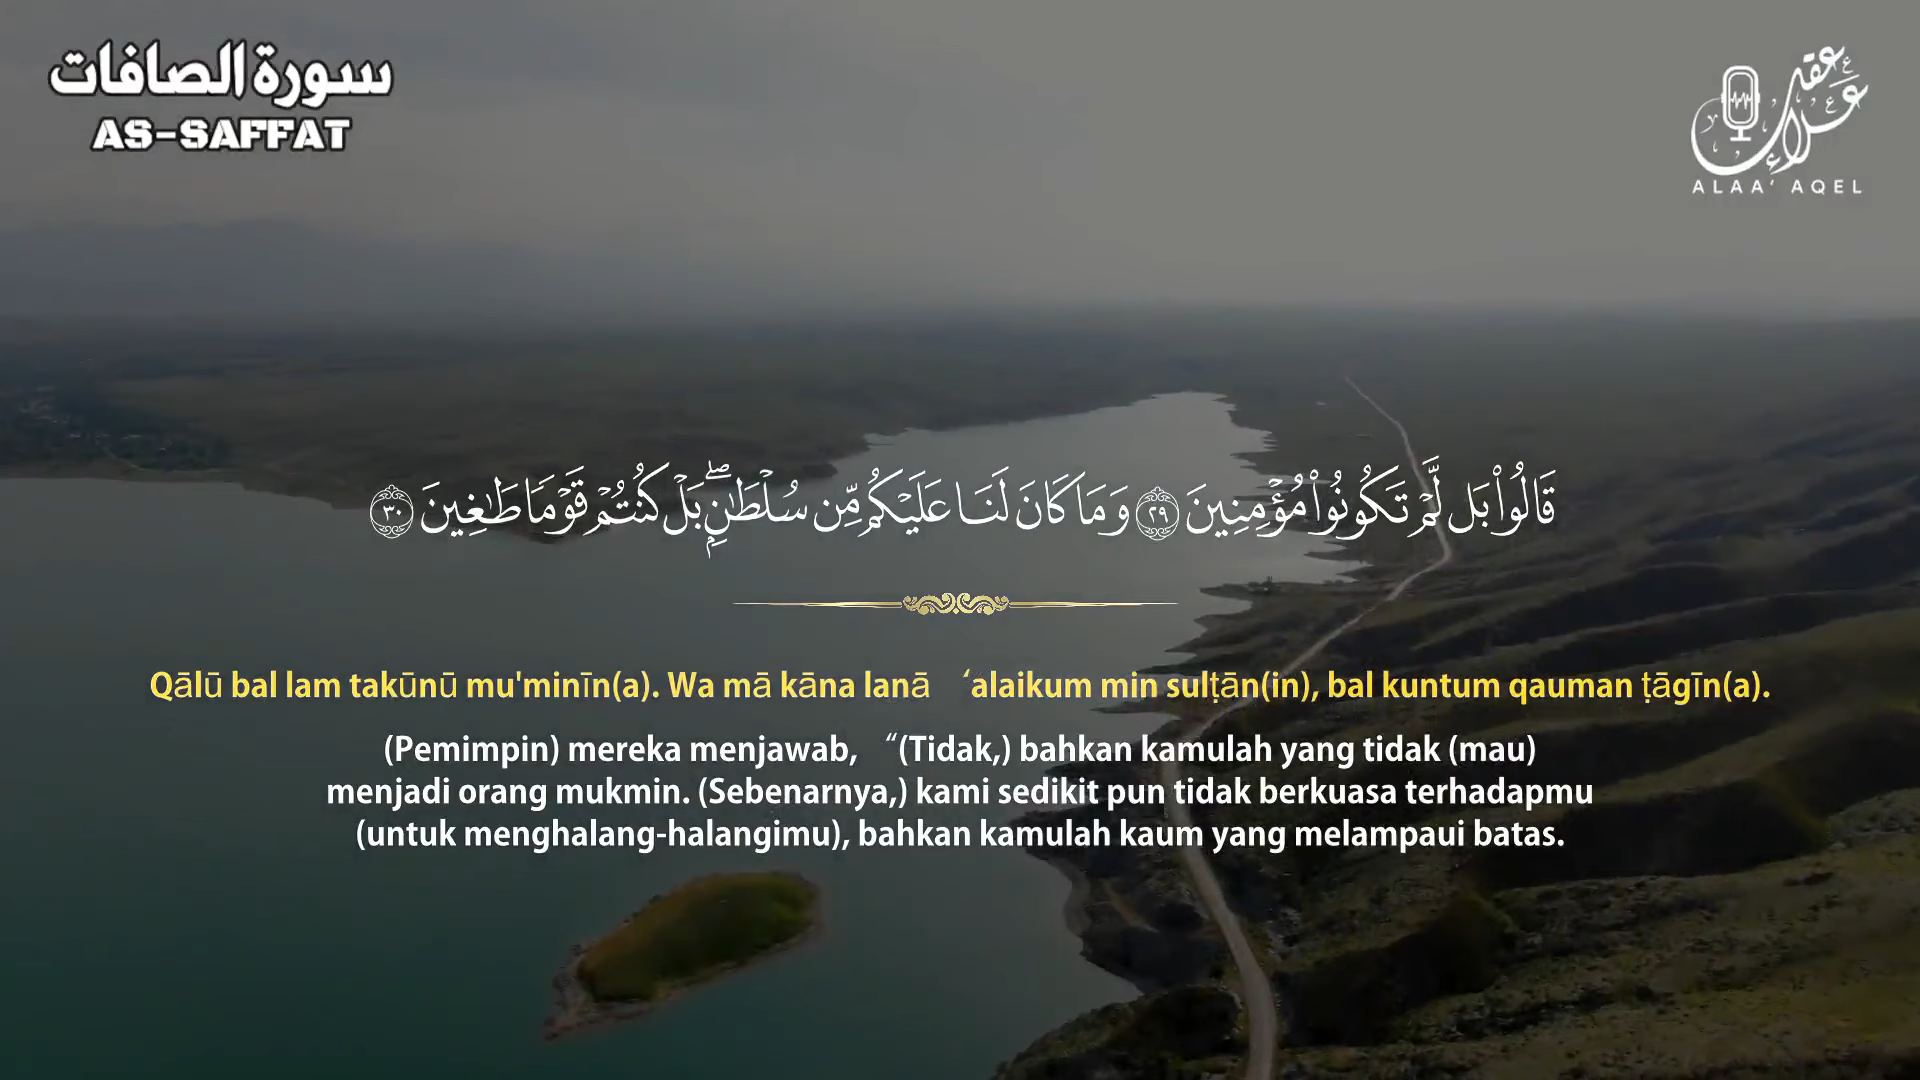 سورة الصافات
AS-SAFFAT
علاء عقل
ALAA' AQEL
قَالُوا۟ بَل لَّمْ تَكُونُوا۟ مُؤْمِنِينَ ٢٩ وَمَا كَانَ لَنَا عَلَيْكُم مِّن سُلْطَـٰنٍۭ ۖ بَلْ كُنتُمْ قَوْمًا طَـٰغِينَ ٣٠
Qālū bal lam takūnū mu'minīn(a). Wa mā kāna lanā ‘alaikum min sulṭān(in), bal kuntum qauman ṭāgīn(a).
(Pemimpin) mereka menjawab, “(Tidak,) bahkan kamulah yang tidak (mau)
menjadi orang mukmin. (Sebenarnya,) kami sedikit pun tidak berkuasa terhadapmu
(untuk menghalang-halangimu), bahkan kamulah kaum yang melampaui batas.